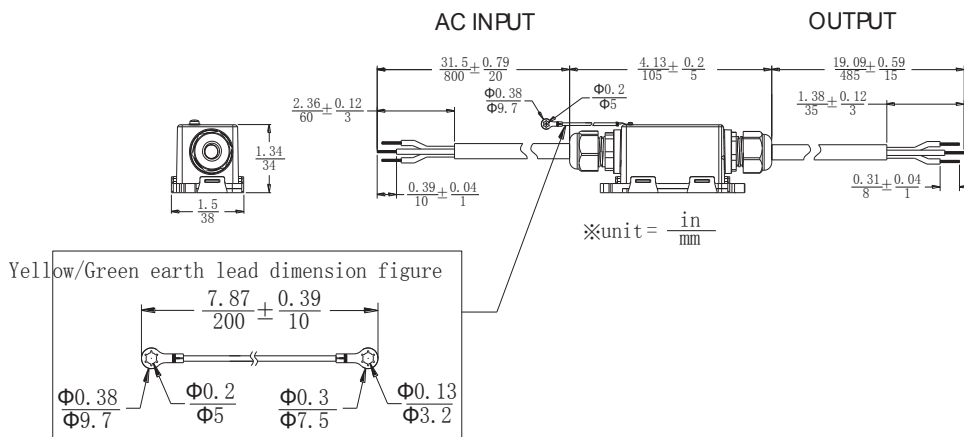 AC INPUT
OUTPUT
31.5 ± 0.79
800 20
4.13 ± 0.2
105 5
19.09 ± 0.59
485 15
2.36 ± 0.12
60 3
Φ0.38
Φ9.7
Φ0.2
Φ5
1.38 ± 0.12
35 3
1.34
34
1.5
38
0.39 ± 0.04
10 1
0.31 ± 0.04
8 1
※unit = in
mm
Yellow/Green earth lead dimension figure
7.87 ± 0.39
200 10
Φ0.38
Φ9.7
Φ0.2
Φ5
Φ0.3
Φ7.5
Φ0.13
Φ3.2